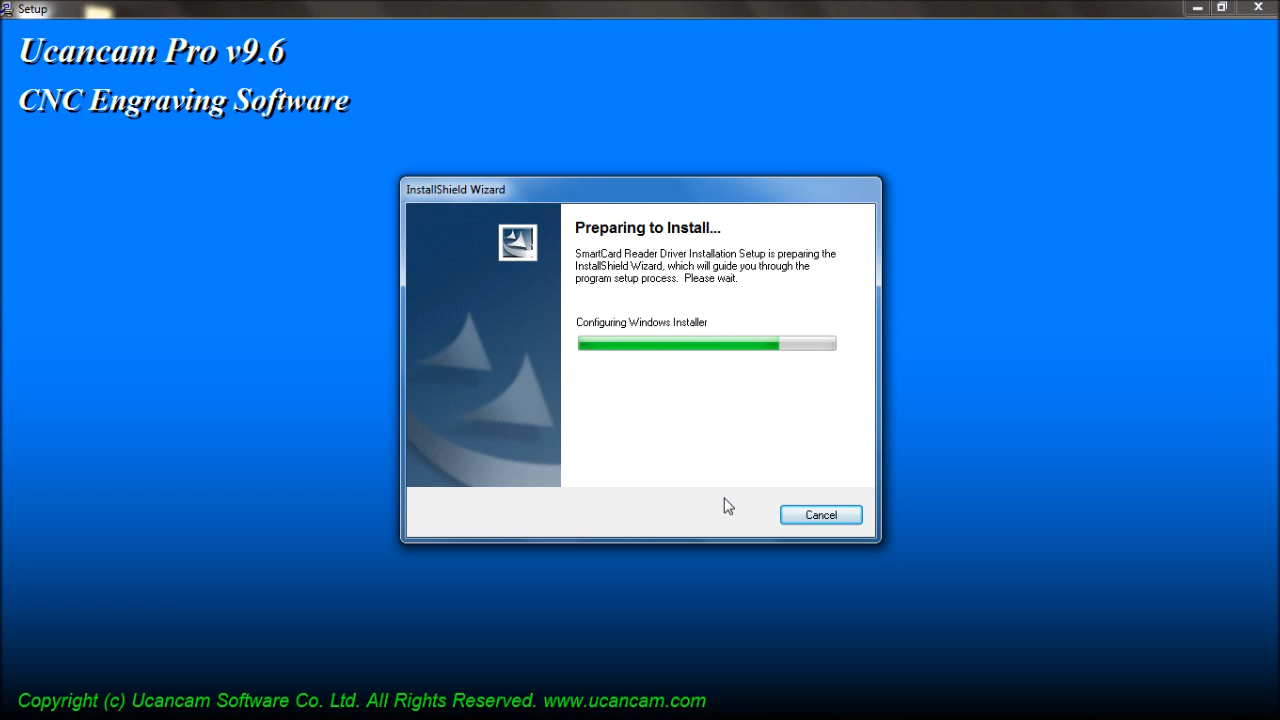 Setup
Ucancam Pro v9.6
CNC Engraving Software
InstallShield Wizard
Preparing to Install...
SmartCard Reader Driver Installation Setup is preparing the
InstallShield Wizard, which will guide you through the
program setup process.  Please wait.
Configuring Windows Installer
Cancel
Copyright (c) Ucancam Software Co. Ltd. All Rights Reserved. www.ucancam.com